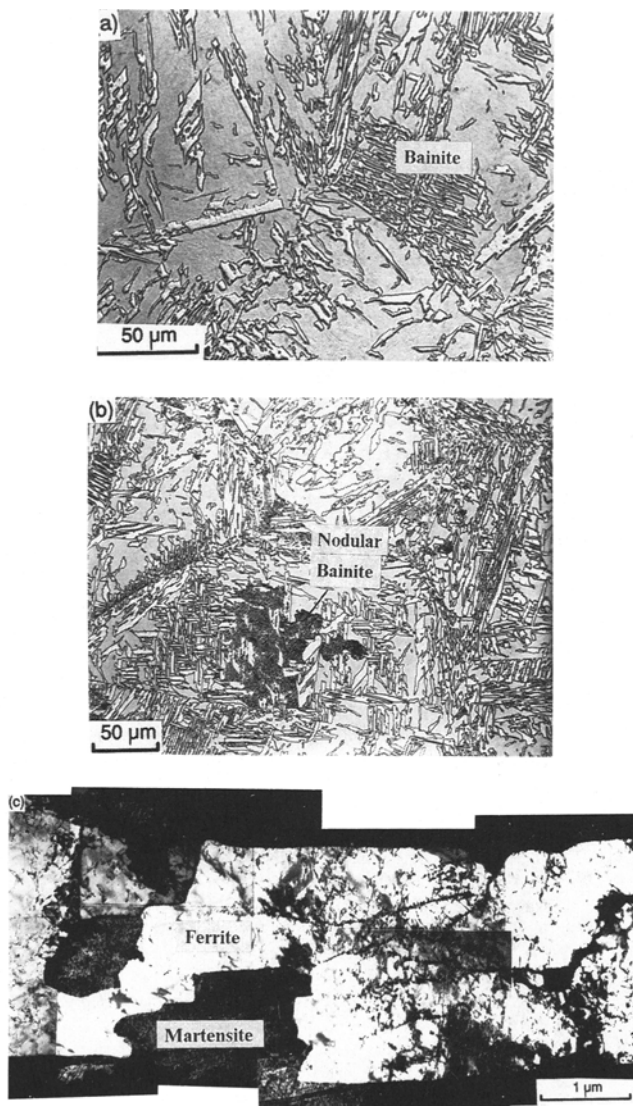 a)
Bainite
50 µm
(b)
Nodular
Bainite
50 µm
(c)
Ferrite
Martensite
1 µm